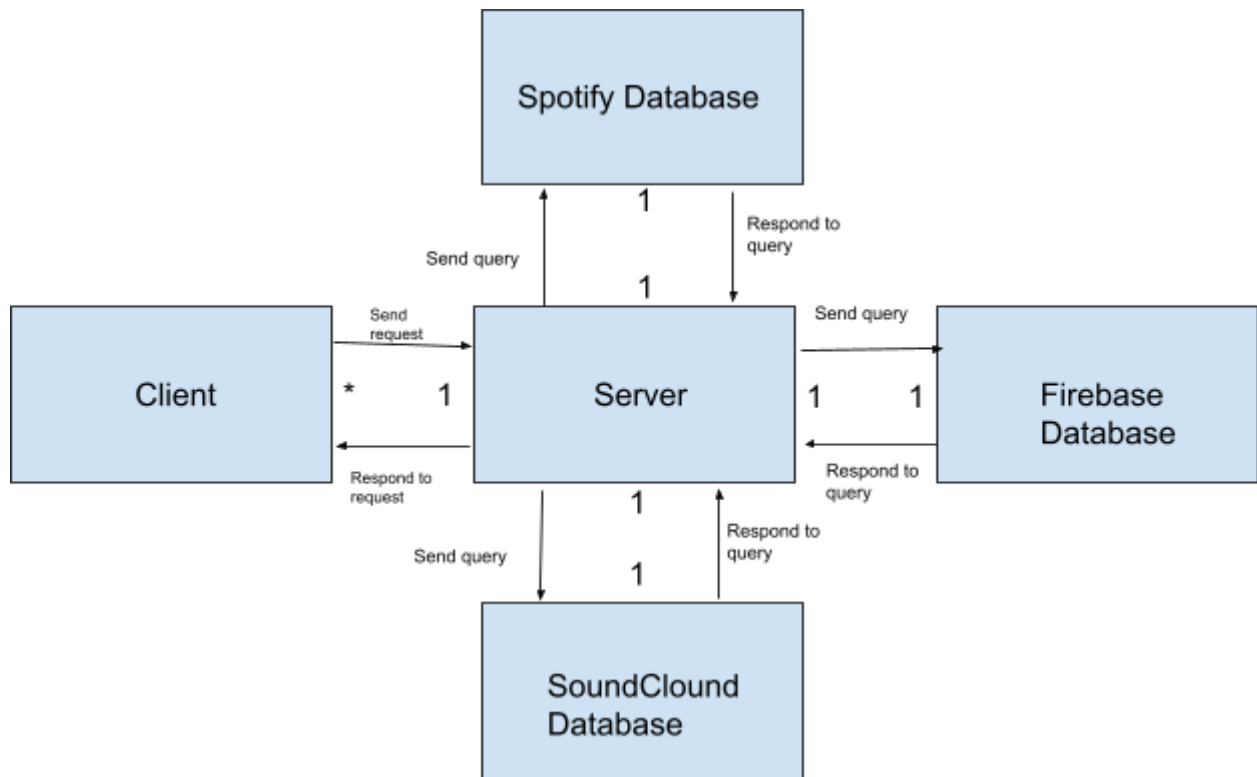 Spotify Database
1
Respond to
query
Send query
1
Send
request
Send query
Client
*
1
Server
1
1
Firebase
Database
Respond to
request
Respond to
query
1
Send query
Respond to
query
1
SoundClound
Database